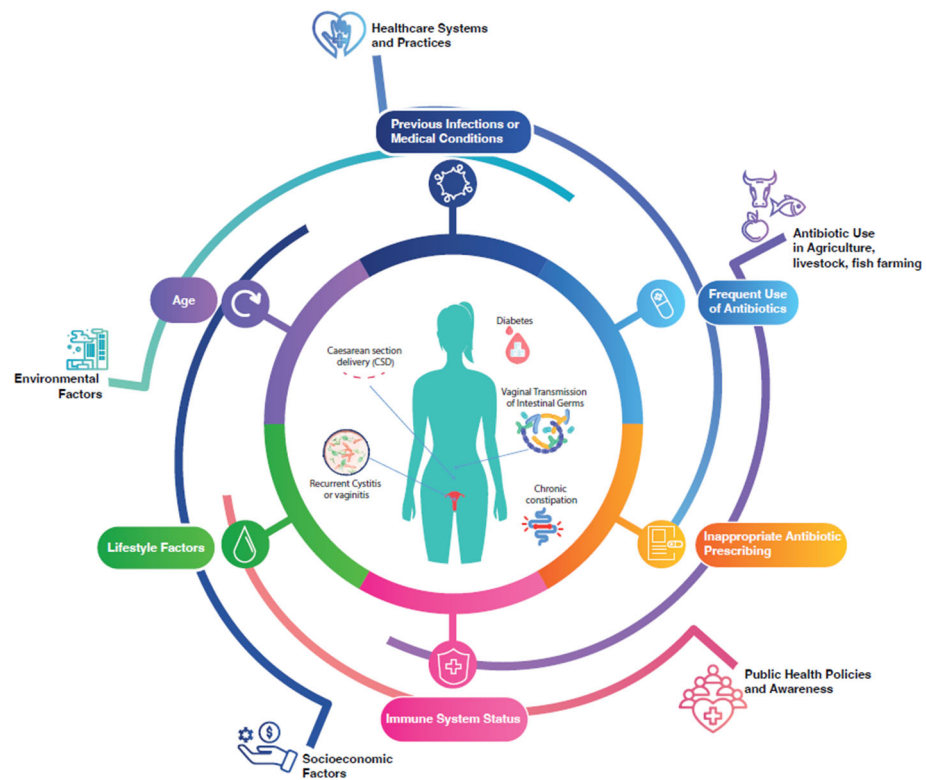 Healthcare Systems
and Practices
Previous Infections or
Medical Conditions
Antibiotic Use
in Agriculture,
livestock, fish farming
Age
Frequent Use
of Antibiotics
Diabetes
Caesarean section
delivery (CSD)
Environmental
Factors
Vaginal Transmission
of Intestinal Germs
Recurrent Cystitis
or vaginitis
Chronic
constipation
Lifestyle Factors
Inappropriate Antibiotic
Prescribing
Public Health Policies
and Awareness
Immune System Status
$
Socioeconomic
Factors